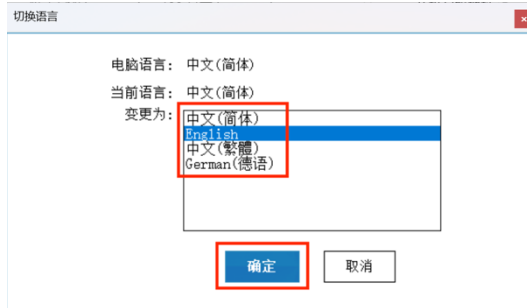 切换语言
电脑语言: 中文(简体)
当前语言: 中文(简体)
变更为:
中文(简体)
English
中文(繁體)
German(德语)
确定
取消